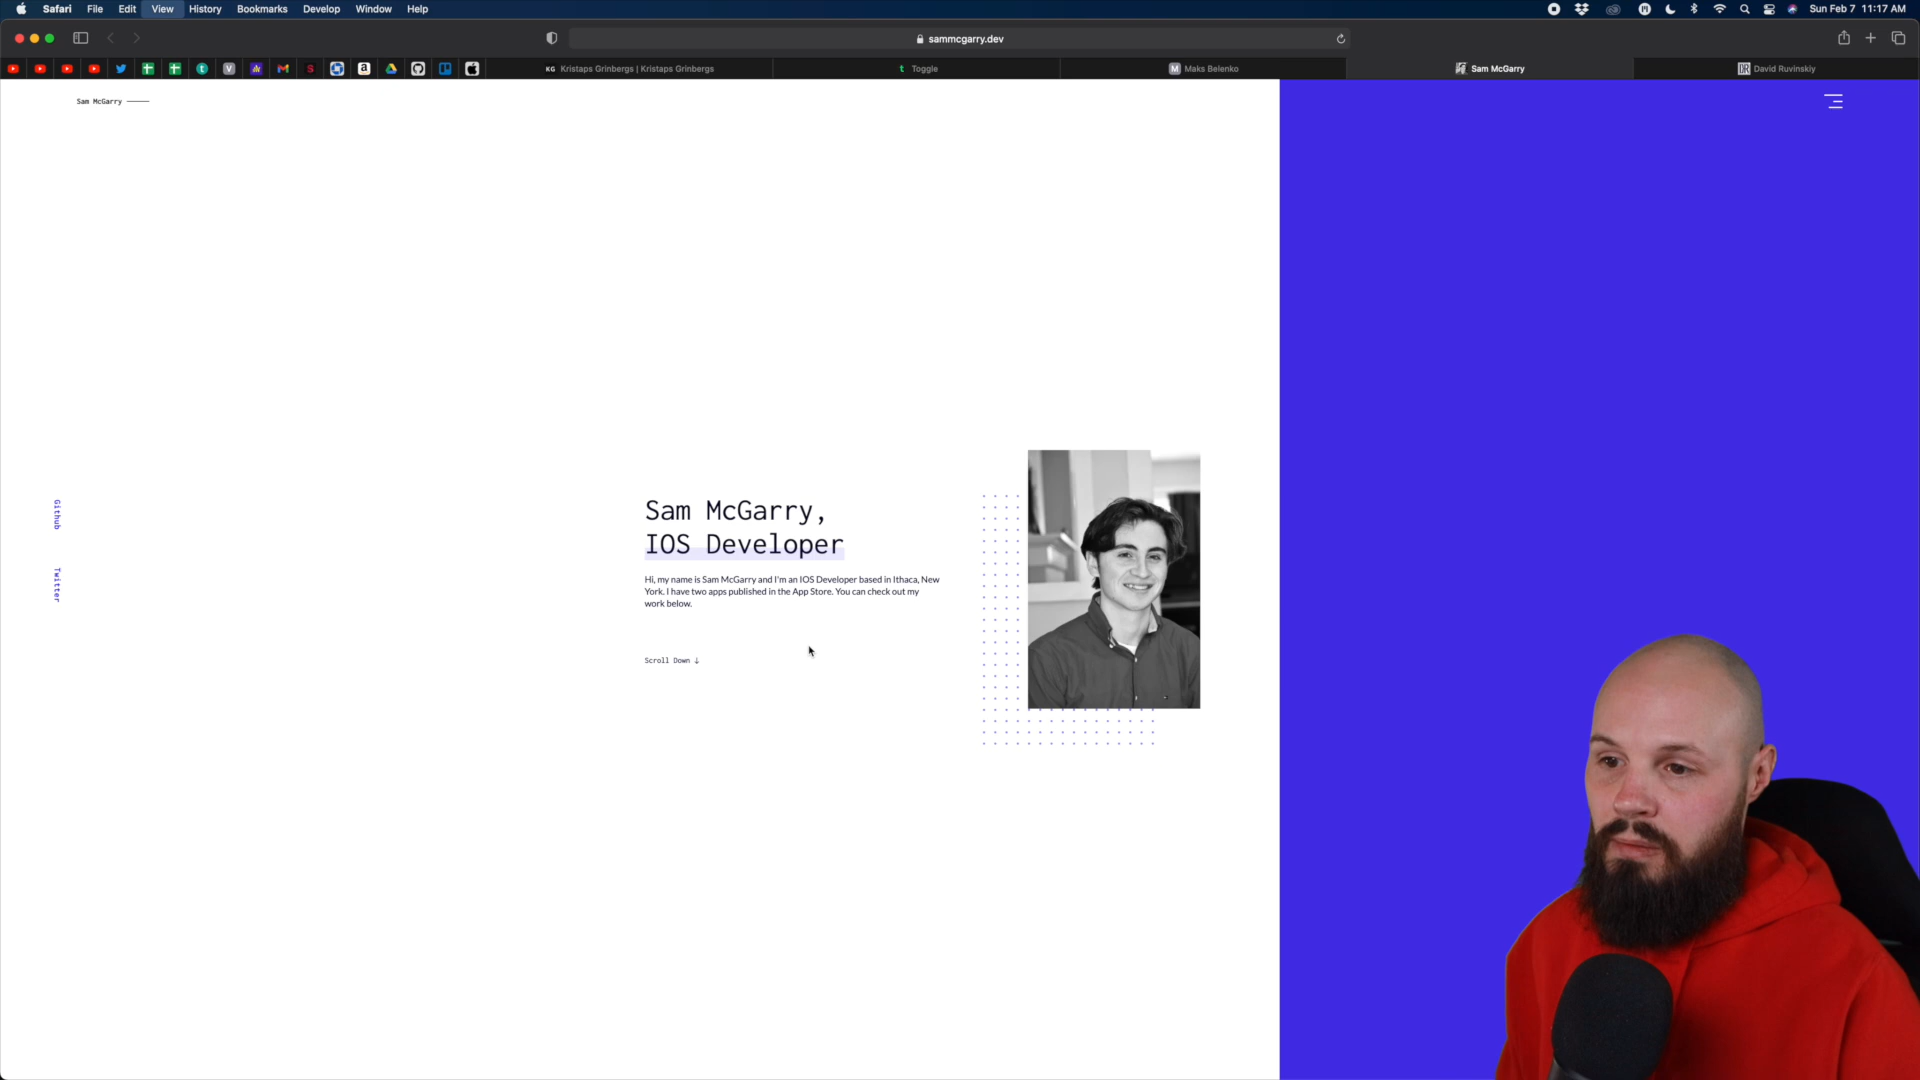 Safari File Edit View History Bookmarks Develop Window Help
Sun Feb 7 11:17 AM
sammcgarry.dev
KG Kristaps Grinbergs | Kristaps Grinbergs
t Toggle
M Maks Belenko
Sam McGarry
DR David Ruvinskiy
Sam McGarry
Github
Twitter
Sam McGarry,
IOS Developer
Hi, my name is Sam McGarry and I'm an IOS Developer based in Ithaca, New
York. I have two apps published in the App Store. You can check out my
work below.
Scroll Down ↓